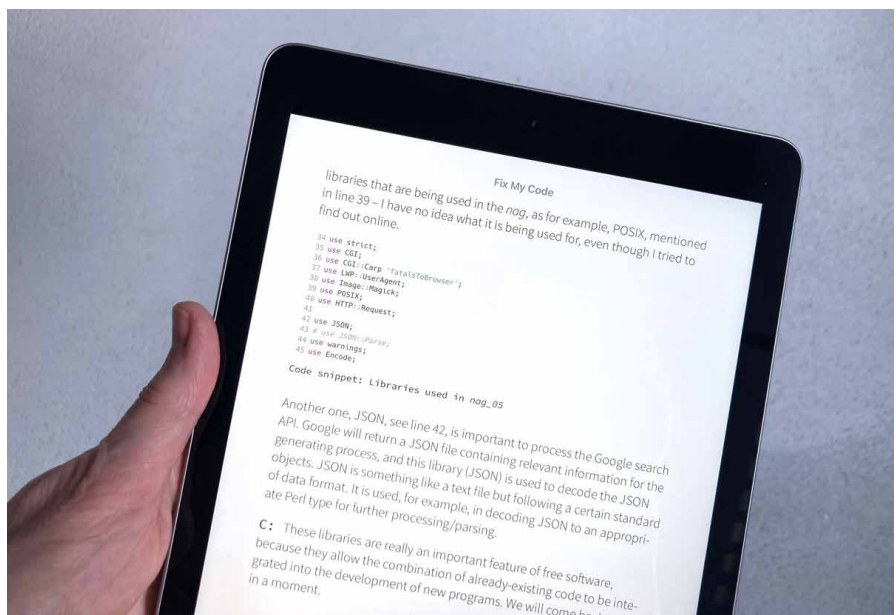 Fix My Code
libraries that are being used in the nag, as for example, POSIX, mentioned
in line 39 – I have no idea what it is being used for, even though I tried to
find out online.
34 use strict;
35 use CGI;
36 use CGI::Carp 'fatalsToBrowser';
37 use LWP::UserAgent;
38 use Image::Magick;
39 use POSIX;
40 use HTTP::Request;
41
42 use JSON;
43 # use JSON::Parse;
44 use warnings;
45 use Encode;
Code snippet: Libraries used in nag_05
Another one, JSON, see line 42, is important to process the Google search
API. Google will return a JSON file containing relevant information for the
generating process, and this library (JSON) is used to decode the JSON
objects. JSON is something like a text file but following a certain standard
of data format. It is used, for example, in decoding JSON to an appropri-
ate Perl type for further processing/parsing.
C: These libraries are really an important feature of free software,
because they allow the combination of already-existing code to be inte-
grated into the development of new programs. We will come
in a moment.